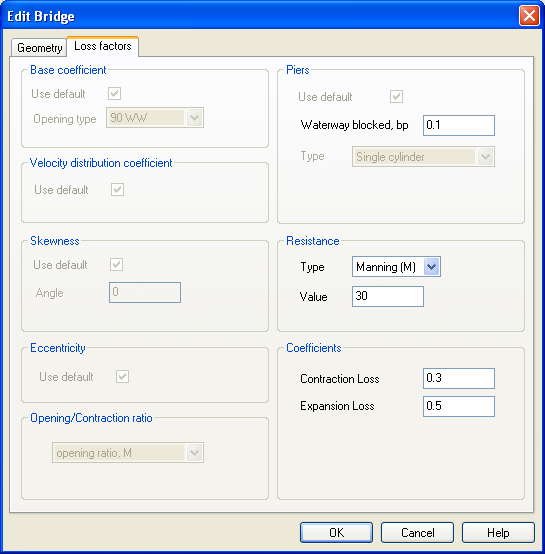 Edit Bridge
Geometry
Loss factors
Base coefficient
Use default
Opening type
90 WW
Velocity distribution coefficient
Use default
Skewness
Use default
Angle
0
Eccentricity
Use default
Opening/Contraction ratio
opening ratio, M
Piers
Use default
Waterway blocked, bp
0.1
Type
Single cylinder
Resistance
Type
Manning (M)
Value
30
Coefficients
Contraction Loss
0.3
Expansion Loss
0.5
OK
Cancel
Help